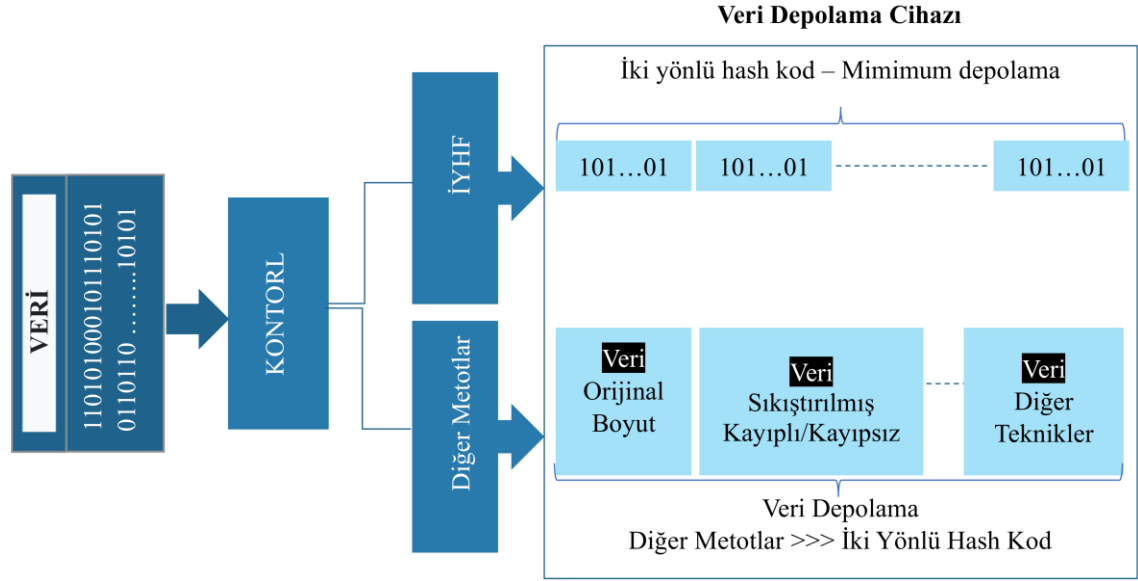 Veri Depolama Cihazı
İki yönlü hash kod – Mimimum depolama
101…01
101…01
101…01
VERİ
11010100010111010101
0110110 ……..10101
KONTORL
İYHF
Diğer Metotlar
Veri
Orijinal
Boyut
Veri
Sıkıştırılmış
Kayıplı/Kayıpsız
Veri
Diğer
Teknikler
Veri Depolama
Diğer Metotlar >>> İki Yönlü Hash Kod